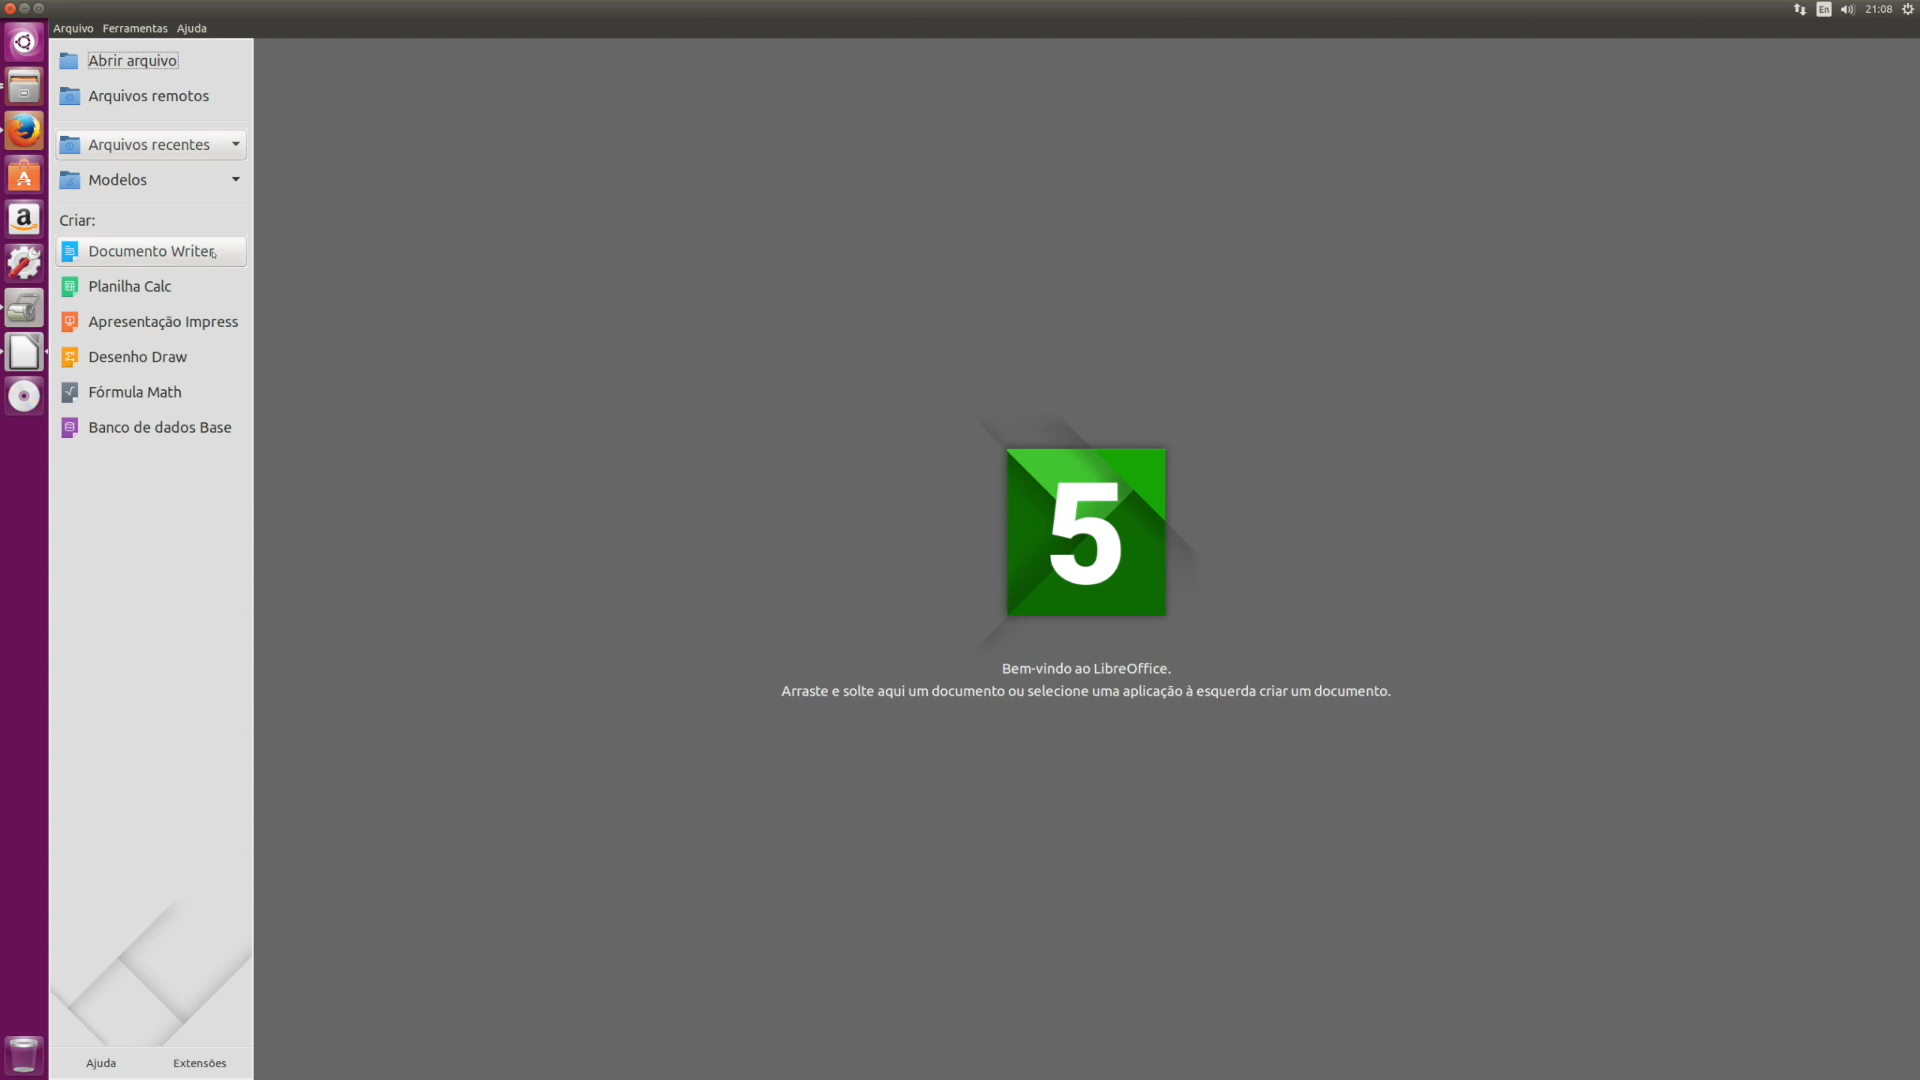 En 21:08
Arquivo Ferramentas Ajuda
Abrir arquivo
Arquivos remotos
Arquivos recentes
Modelos
Criar:
Documento Writer
Planilha Calc
Apresentação Impress
Desenho Draw
Fórmula Math
Banco de dados Base
5
Bem-vindo ao LibreOffice.
Arraste e solte aqui um documento ou selecione uma aplicação à esquerda criar um documento.
Ajuda Extensões